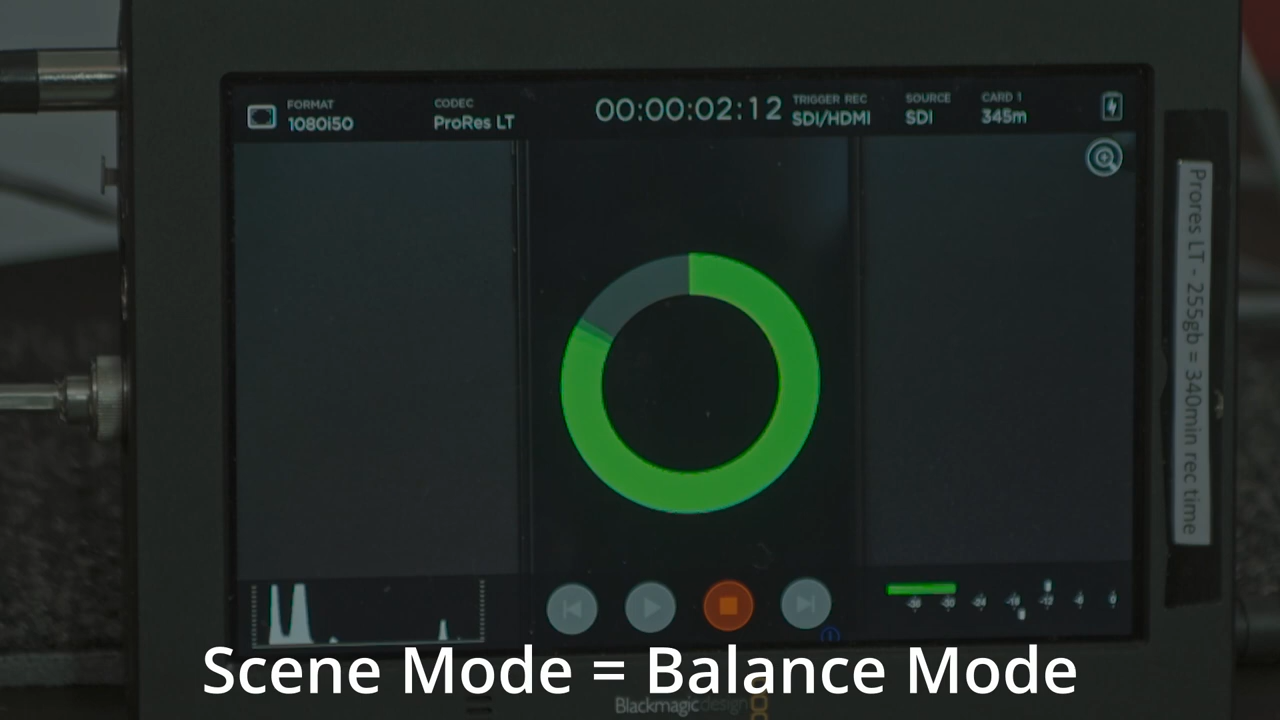 FORMAT
1080i50
CODEC
ProRes LT
00:00:02:12
TRIGGER REC
SDI/HDMI
SOURCE
SDI
CARD 1
345m
Prores LT - 255gb = 340min rec time
Scene Mode = Balance Mode
Blackmagicdesign